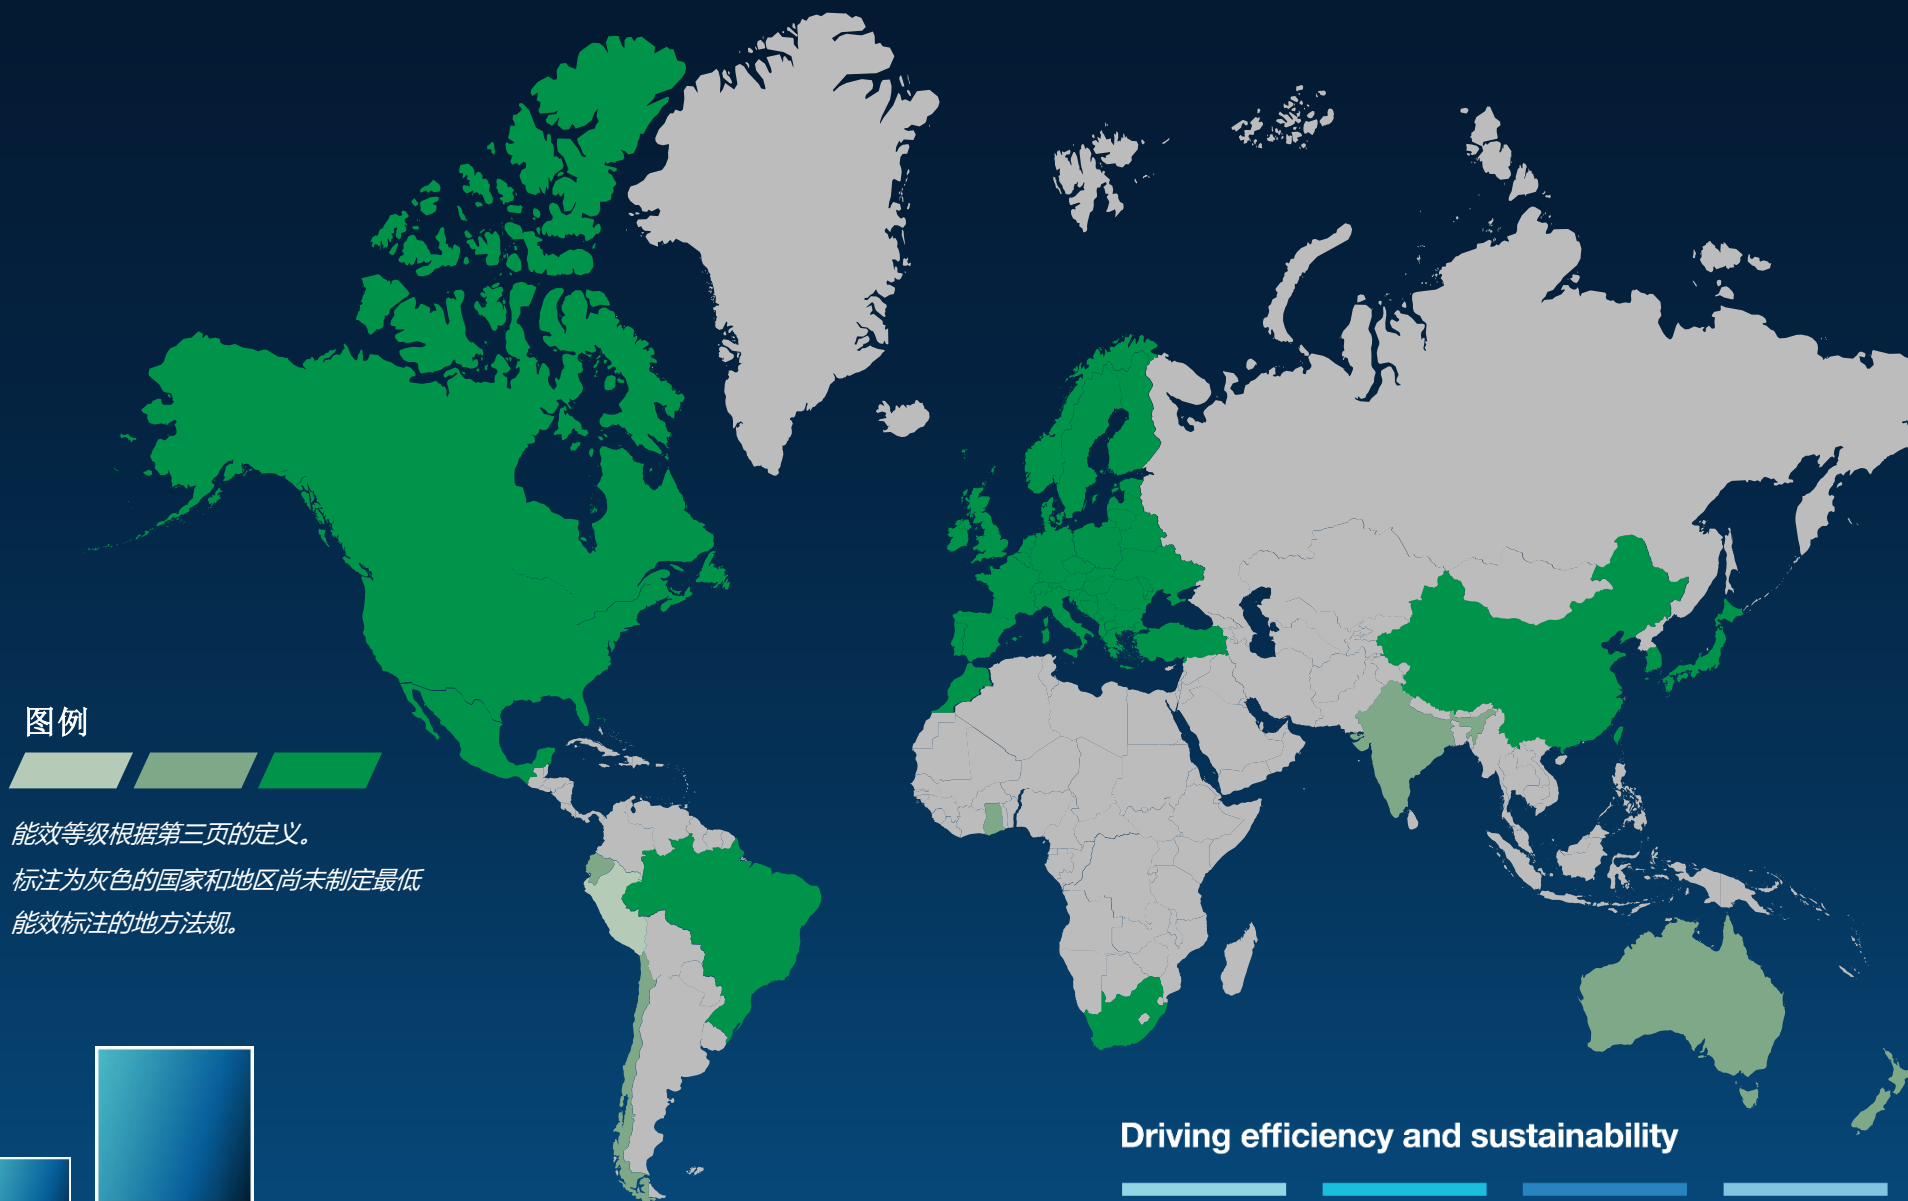 图例
能效等级根据第三页的定义。
标注为灰色的国家和地区尚未制定最低
能效标注的地方法规。
Driving efficiency and sustainability